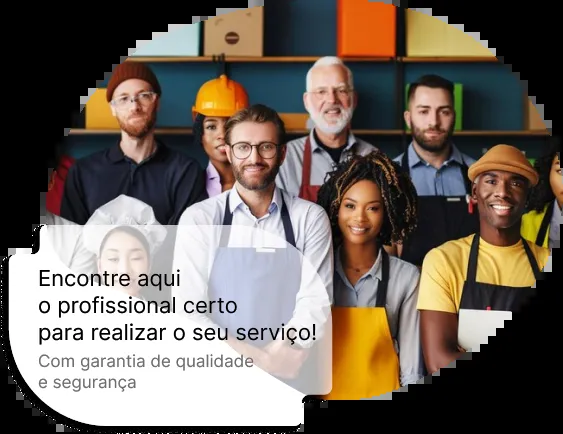 Encontre aqui
o profissional certo
para realizar o seu serviço!
Com garantia de qualidade
e segurança